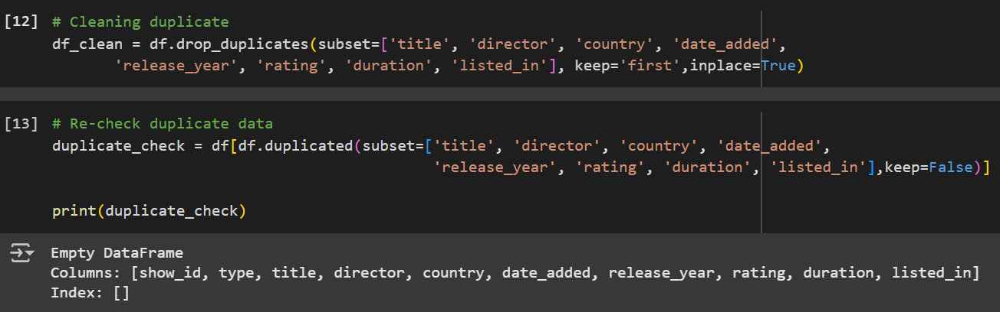 [12] # Cleaning duplicate
df_clean = df.drop_duplicates(subset=['title', 'director', 'country', 'date_added',
'release_year', 'rating', 'duration', 'listed_in'], keep='first',inplace=True)
[13] # Re-check duplicate data
duplicate_check = df[df.duplicated(subset=['title', 'director', 'country', 'date_added',
'release_year', 'rating', 'duration', 'listed_in'],keep=False)]
print(duplicate_check)
Empty DataFrame
Columns: [show_id, type, title, director, country, date_added, release_year, rating, duration, listed_in]
Index: []